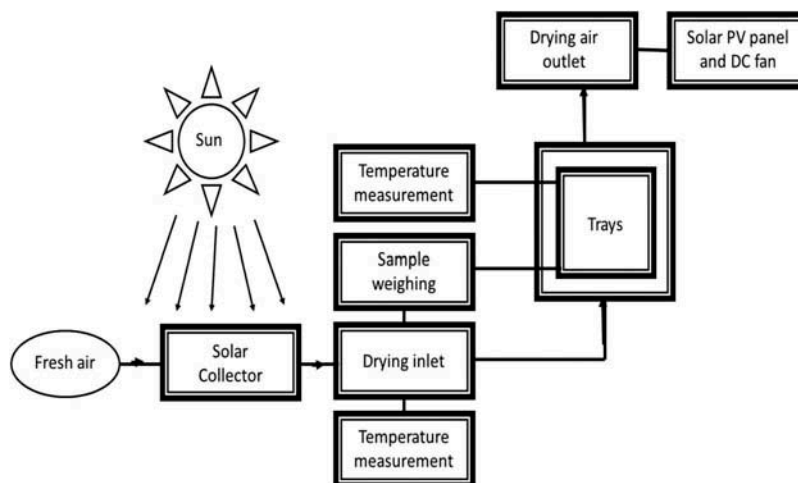 Drying air
outlet
Solar PV panel
and DC fan
Sun
Temperature
measurement
Trays
Sample
weighing
Fresh air
Solar
Collector
Drying inlet
Temperature
measurement